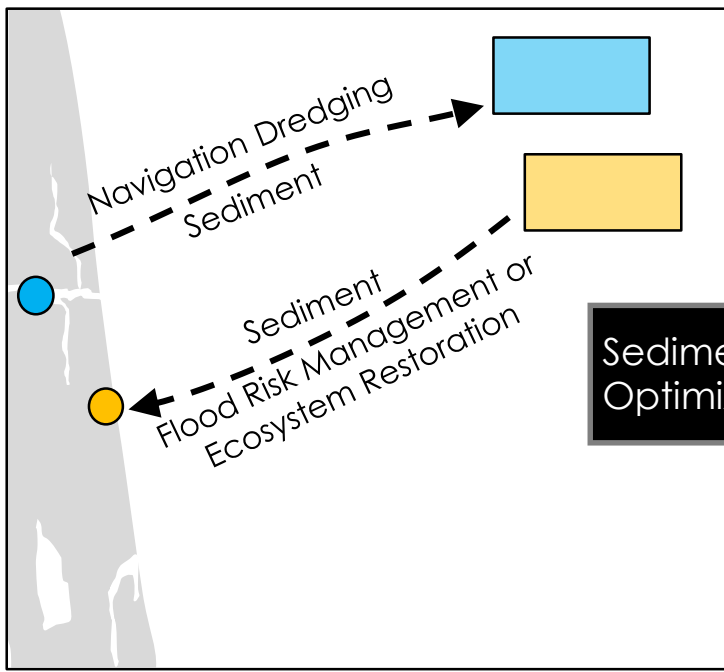 Navigation Dredging
Sediment
Sediment
Flood Risk Management or
Ecosystem Restoration